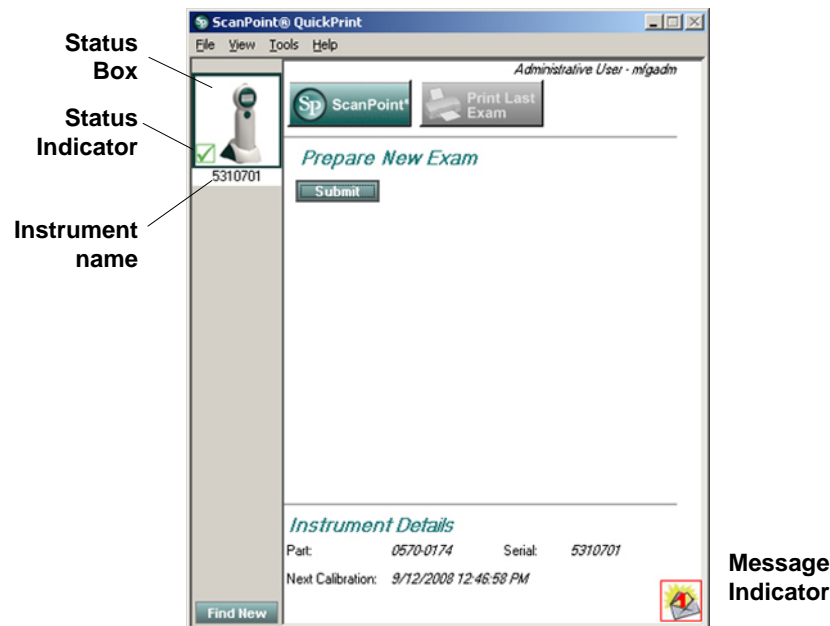 ScanPoint® QuickPrint
File View Tools Help
Status
Box
Status
Indicator
Instrument
name
5310701
Administrative User - mfgadm
Sp ScanPoint®
Print Last
Exam
Prepare New Exam
Submit
Instrument Details
Part: 0570-0174 Serial: 5310701
Next Calibration: 9/12/2008 12:46:58 PM
Find New
Message
Indicator